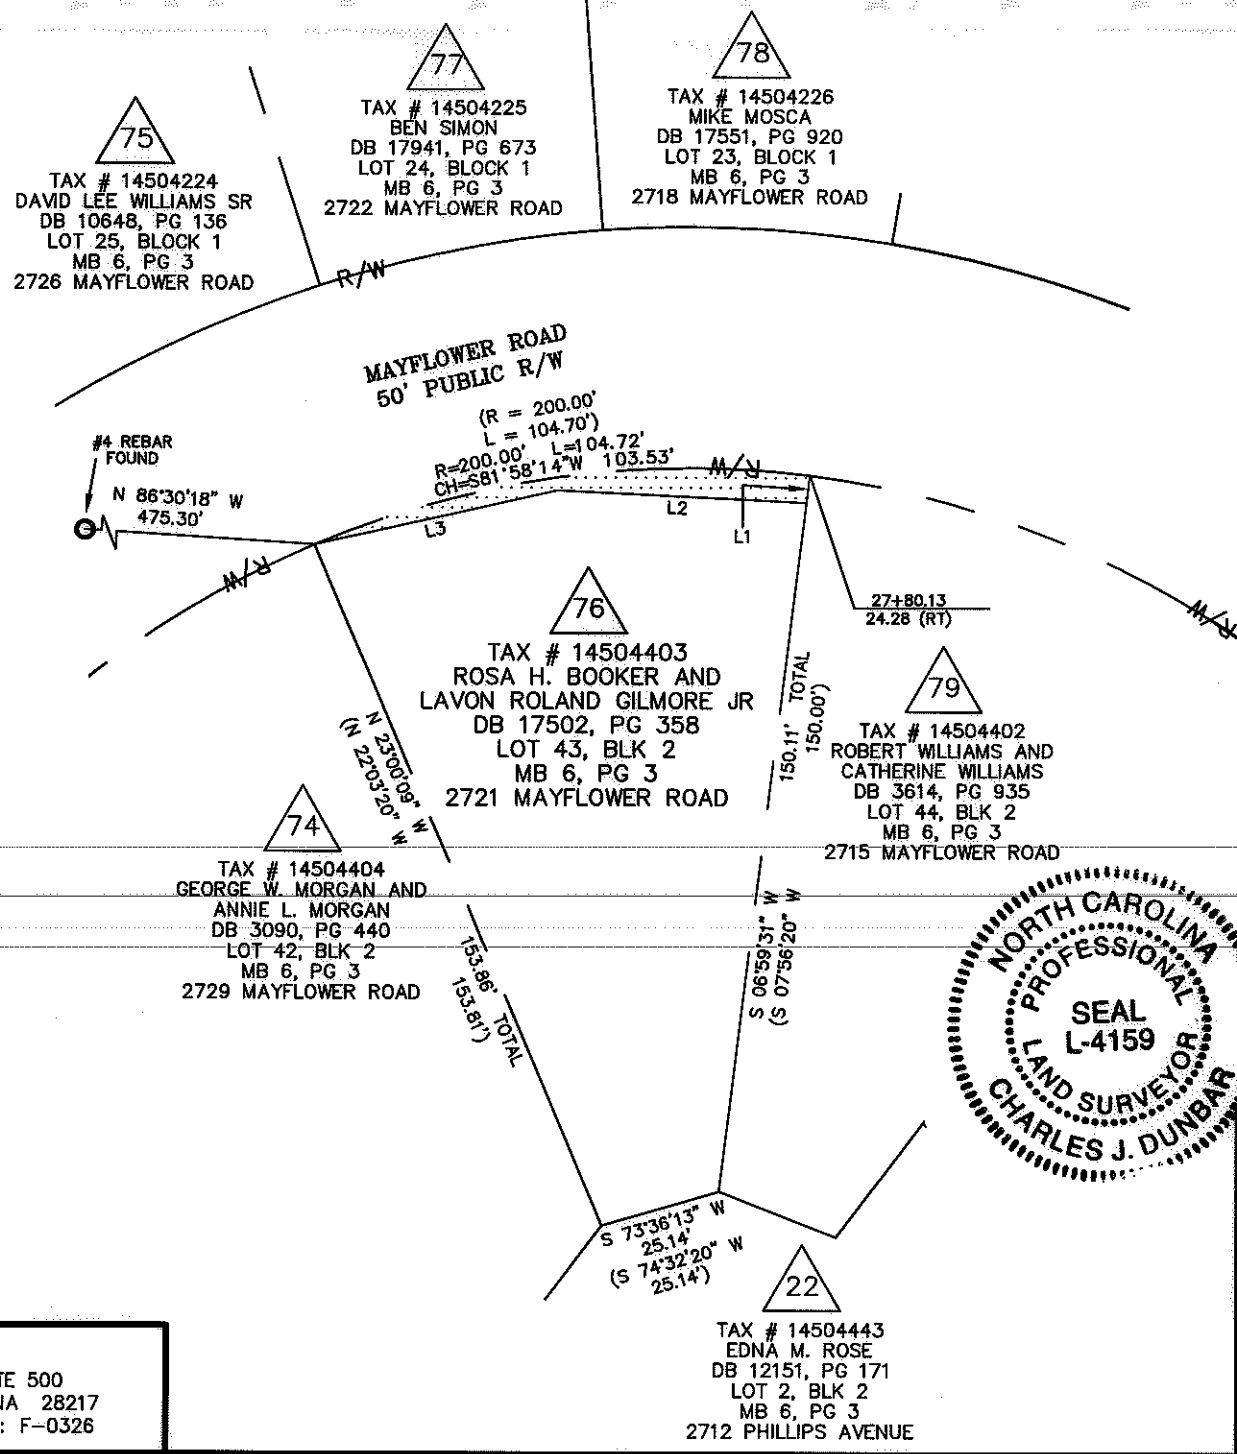 75
TAX # 14504224
DAVID LEE WILLIAMS SR
DB 10648, PG 136
LOT 25, BLOCK 1
MB 6, PG 3
2726 MAYFLOWER ROAD
77
TAX # 14504225
BEN SIMON
DB 17941, PG 673
LOT 24, BLOCK 1
MB 6, PG 3
2722 MAYFLOWER ROAD
78
TAX # 14504226
MIKE MOSCA
DB 17551, PG 920
LOT 23, BLOCK 1
MB 6, PG 3
2718 MAYFLOWER ROAD
R/W
MAYFLOWER ROAD
50' PUBLIC R/W
(R = 200.00'
L = 104.70')
R=200.00' L=104.72'
CH=S81°58'14"W 103.53'
R/W
#4 REBAR
FOUND
N 86°30'18" W
475.30'
R/W
L3
L2
L1
27+80.13
24.28 (RT)
R/W
76
TAX # 14504403
ROSA H. BOOKER AND
LAVON ROLAND GILMORE JR
DB 17502, PG 358
LOT 43, BLK 2
MB 6, PG 3
2721 MAYFLOWER ROAD
79
TAX # 14504402
ROBERT WILLIAMS AND
CATHERINE WILLIAMS
DB 3614, PG 935
LOT 44, BLK 2
MB 6, PG 3
2715 MAYFLOWER ROAD
N 23°00'09" W
(N 22°03'20" W
153.86' TOTAL
153.81')
150.11' TOTAL
150.00')
S 06°59'31" W
(S 07°56'20" W
74
TAX # 14504404
GEORGE W. MORGAN AND
ANNIE L. MORGAN
DB 3090, PG 440
LOT 42, BLK 2
MB 6, PG 3
2729 MAYFLOWER ROAD
NORTH CAROLINA
PROFESSIONAL
SEAL
L-4159
LAND SURVEYOR
CHARLES J. DUNBAR
S 73°36'13" W
25.14'
(S 74°32'20" W
25.14')
22
TAX # 14504443
EDNA M. ROSE
DB 12151, PG 171
LOT 2, BLK 2
MB 6, PG 3
2712 PHILLIPS AVENUE
TE 500
NA 28217
: F-0326